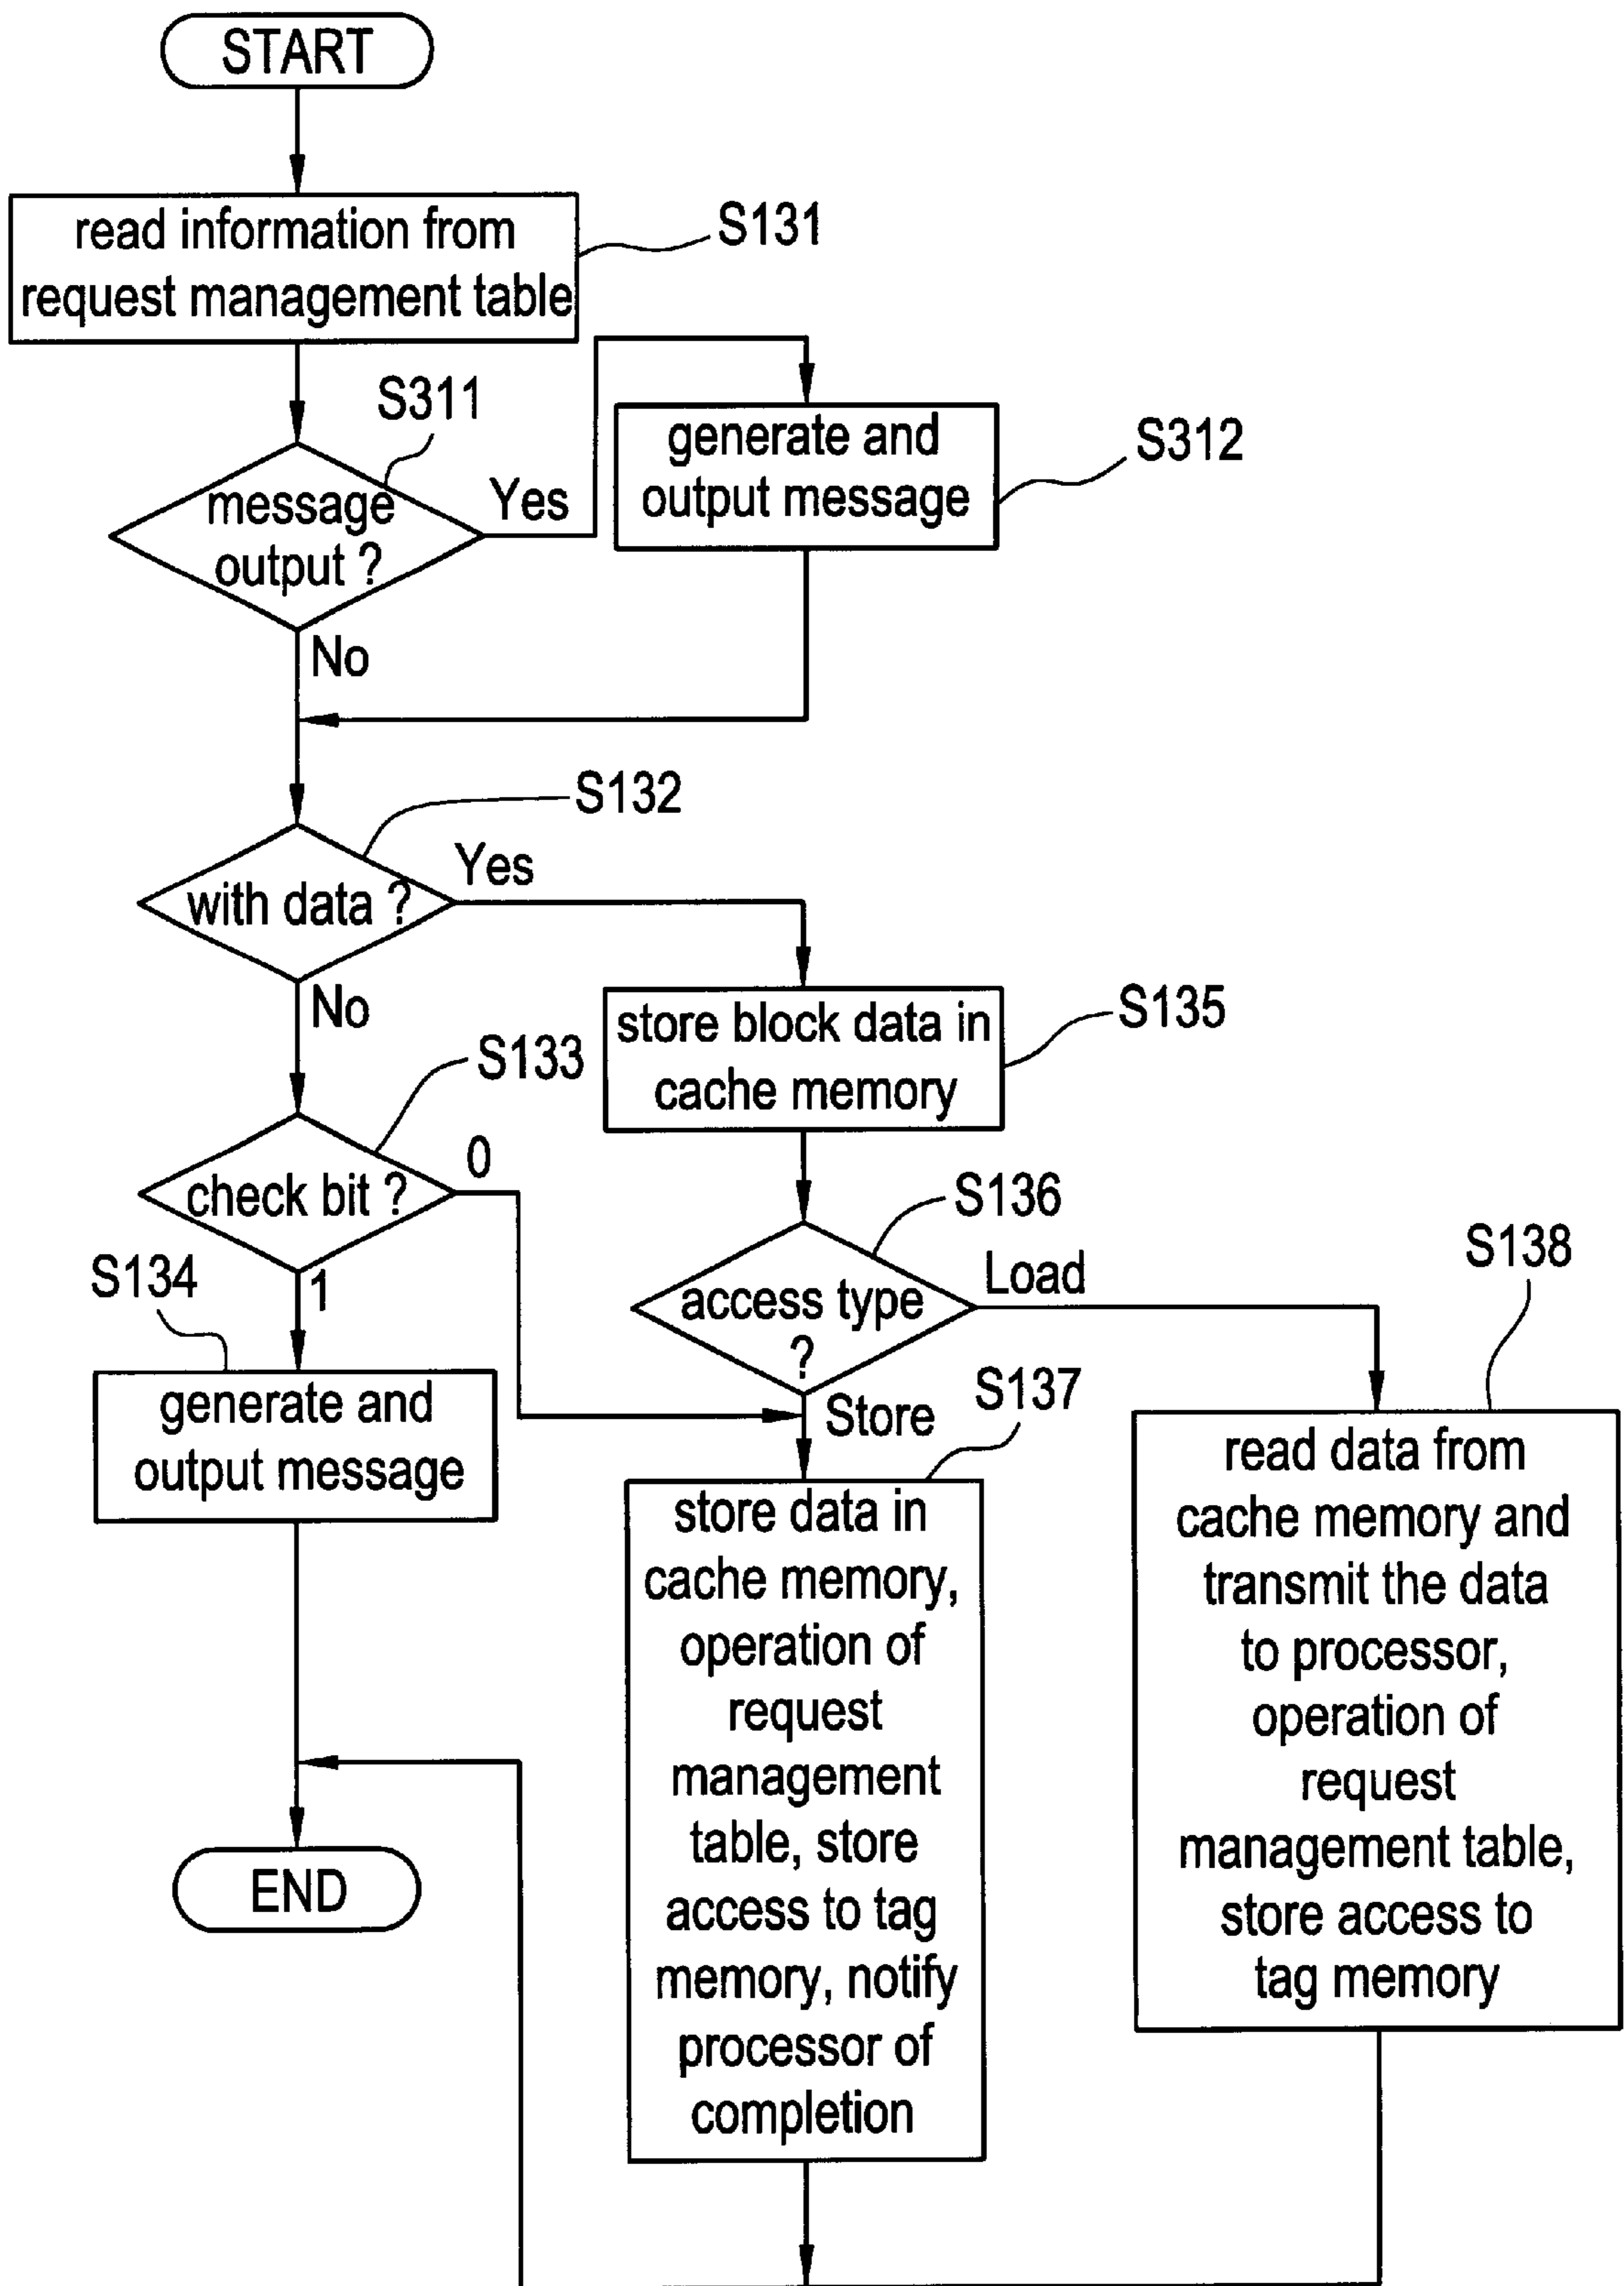 START
read information from
request management table
S131
S311
message
output ?
Yes
generate and
output message
S312
No
S132
with data ?
Yes
No
store block data in
cache memory
S135
S133
check bit ?
0
1
S136
access type
?
Load
Store
S138
S134
generate and
output message
S137
store data in
cache memory,
operation of
request
management
table, store
access to tag
memory, notify
processor of
completion
read data from
cache memory and
transmit the data
to processor,
operation of
request
management table,
store access to
tag memory
END